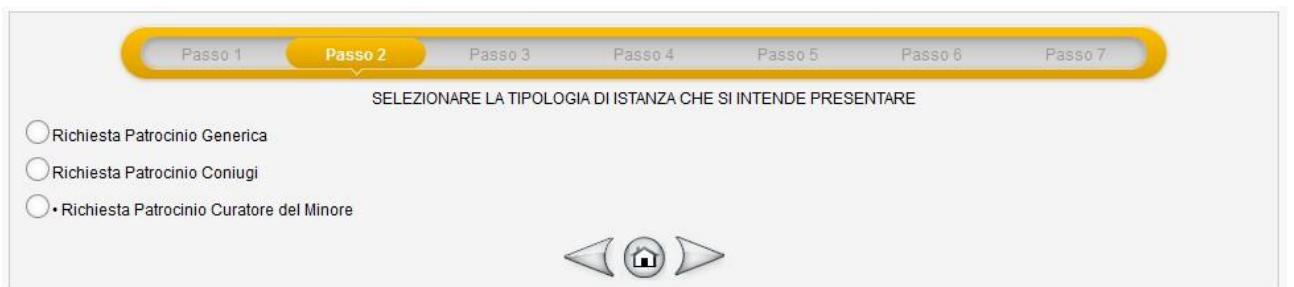 Passo 1 Passo 2 Passo 3 Passo 4 Passo 5 Passo 6 Passo 7
SELEZIONARE LA TIPOLOGIA DI ISTANZA CHE SI INTENDE PRESENTARE
Richiesta Patrocinio Generica
Richiesta Patrocinio Coniugi
• Richiesta Patrocinio Curatore del Minore